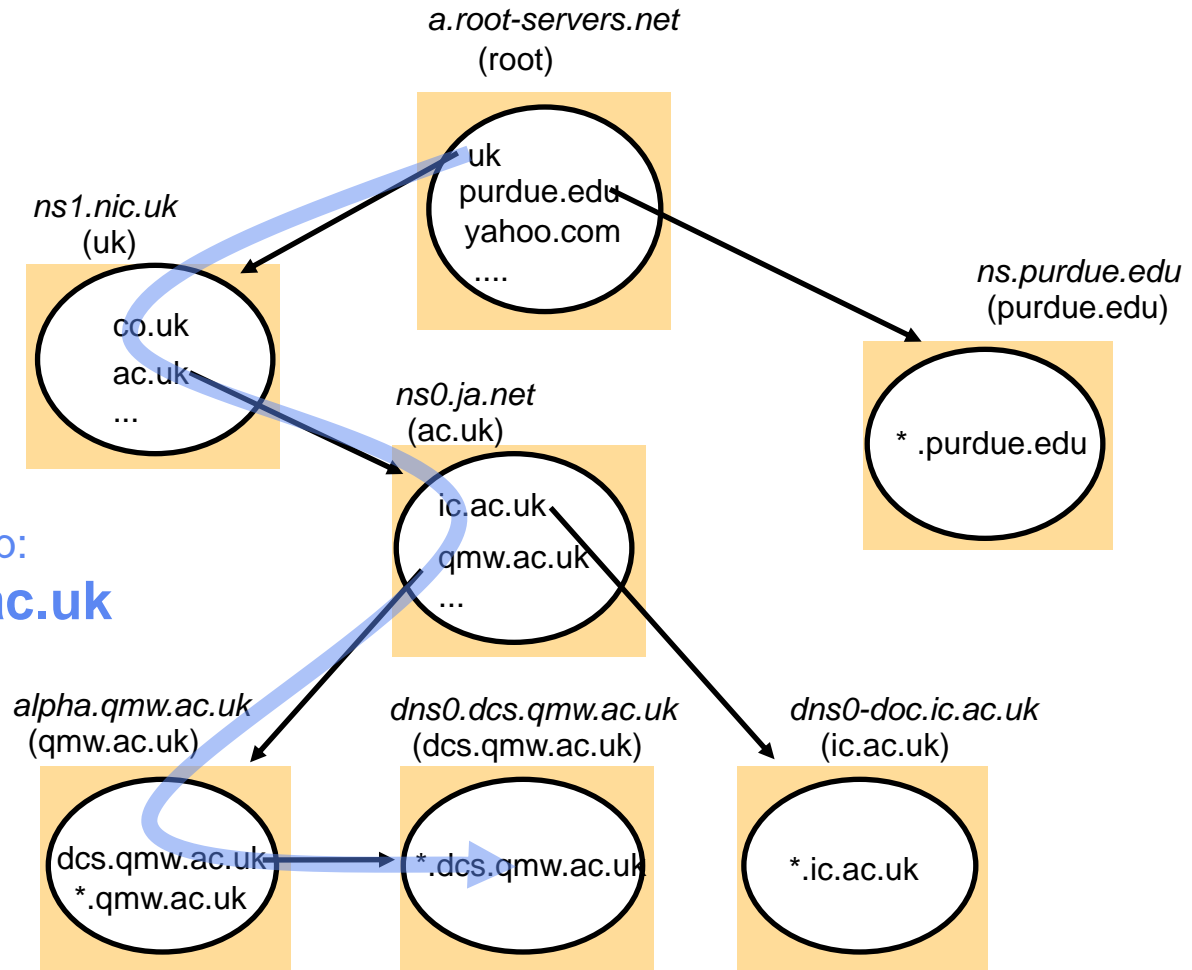 a.root-servers.net
(root)
uk
purdue.edu
yahoo.com
....
ns1.nic.uk
(uk)
co.uk
ac.uk
...
ns.purdue.edu
(purdue.edu)
* .purdue.edu
ns0.ja.net
(ac.uk)
ic.ac.uk
qmw.ac.uk
...
alpha.qmw.ac.uk
(qmw.ac.uk)
dcs.qmw.ac.uk
*.qmw.ac.uk
dns0.dcs.qmw.ac.uk
(dcs.qmw.ac.uk)
*.dcs.qmw.ac.uk
dns0-doc.ic.ac.uk
(ic.ac.uk)
*.ic.ac.uk